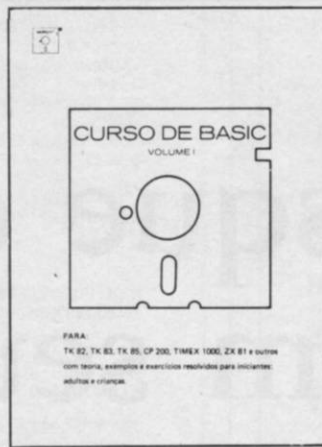 CURSO DE BASIC
VOLUME I
PARA:
TK 82, TK 83, TK 85, CP 200, TIMEX 1000, ZX 81 e outros
com teoria, exemplos e exercícios resolvidos para iniciantes:
adultos e crianças.